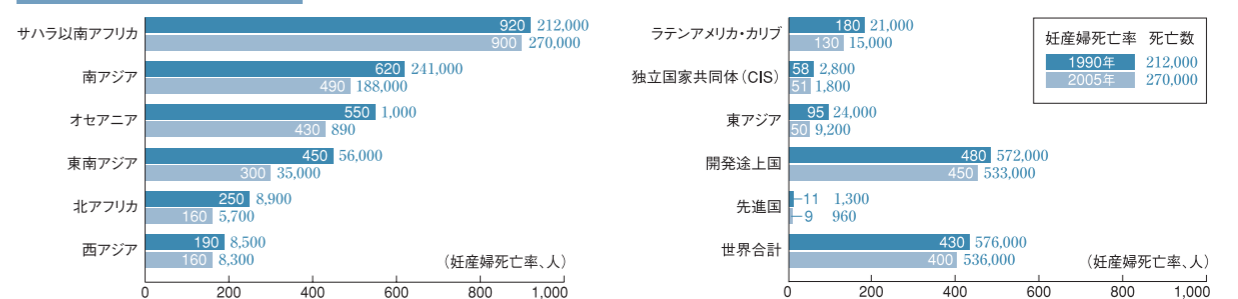 サハラ以南アフリカ 920 212,000
900 270,000
南アジア 620 241,000
490 188,000
オセアニア 550 1,000
430 890
東南アジア 450 56,000
300 35,000
北アフリカ 250 8,900
160 5,700
西アジア 190 8,500
160 8,300
(妊産婦死亡率、人)
0 200 400 600 800 1,000
ラテンアメリカ・カリブ 180 21,000
130 15,000
独立国家共同体(CIS) 58 2,800
51 1,800
東アジア 95 24,000
50 9,200
開発途上国 480 572,000
450 533,000
先進国 11 1,300
9 960
世界合計 430 576,000
400 536,000
(妊産婦死亡率、人)
0 200 400 600 800 1,000
妊産婦死亡率 死亡数
1990年 212,000
2005年 270,000